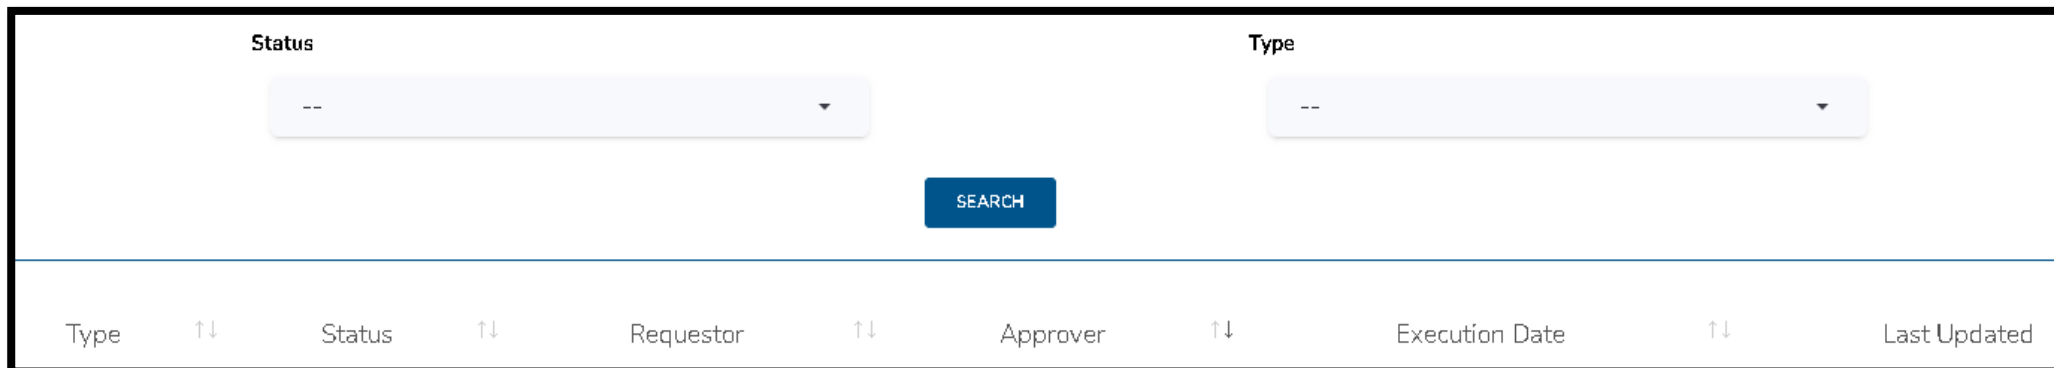 Status Type
-- --
SEARCH
Type ↑↓ Status ↑↓ Requestor ↑↓ Approver ↑↓ Execution Date ↑↓ Last Updated